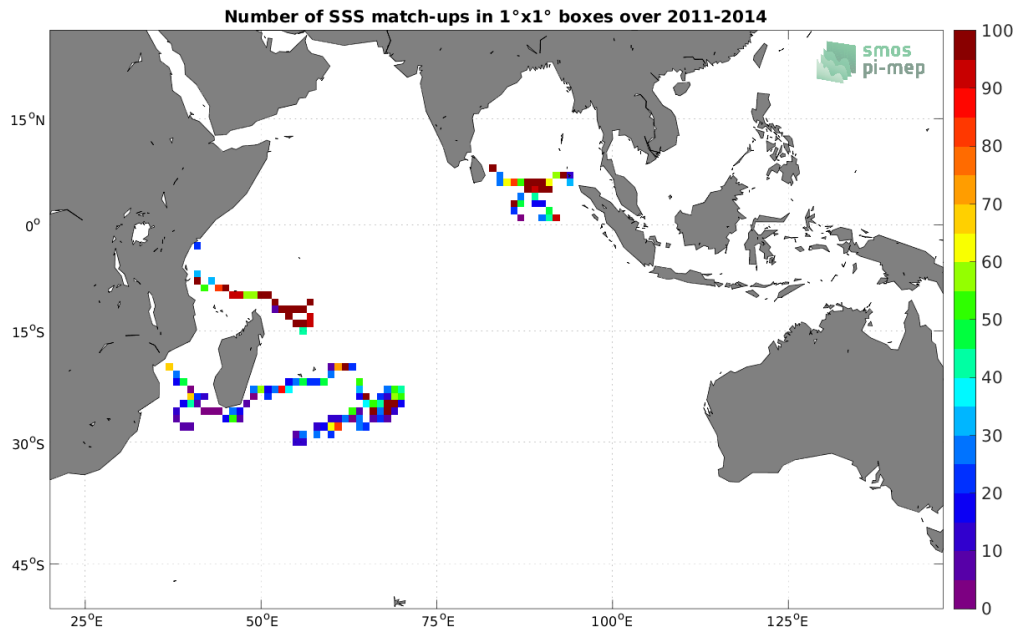 Number of SSS match-ups in 1°x1° boxes over 2011-2014
smos
pi-mep
100
90
80
70
60
50
40
30
20
10
0
15°N
0°
15°S
30°S
45°S
25°E
50°E
75°E
100°E
125°E